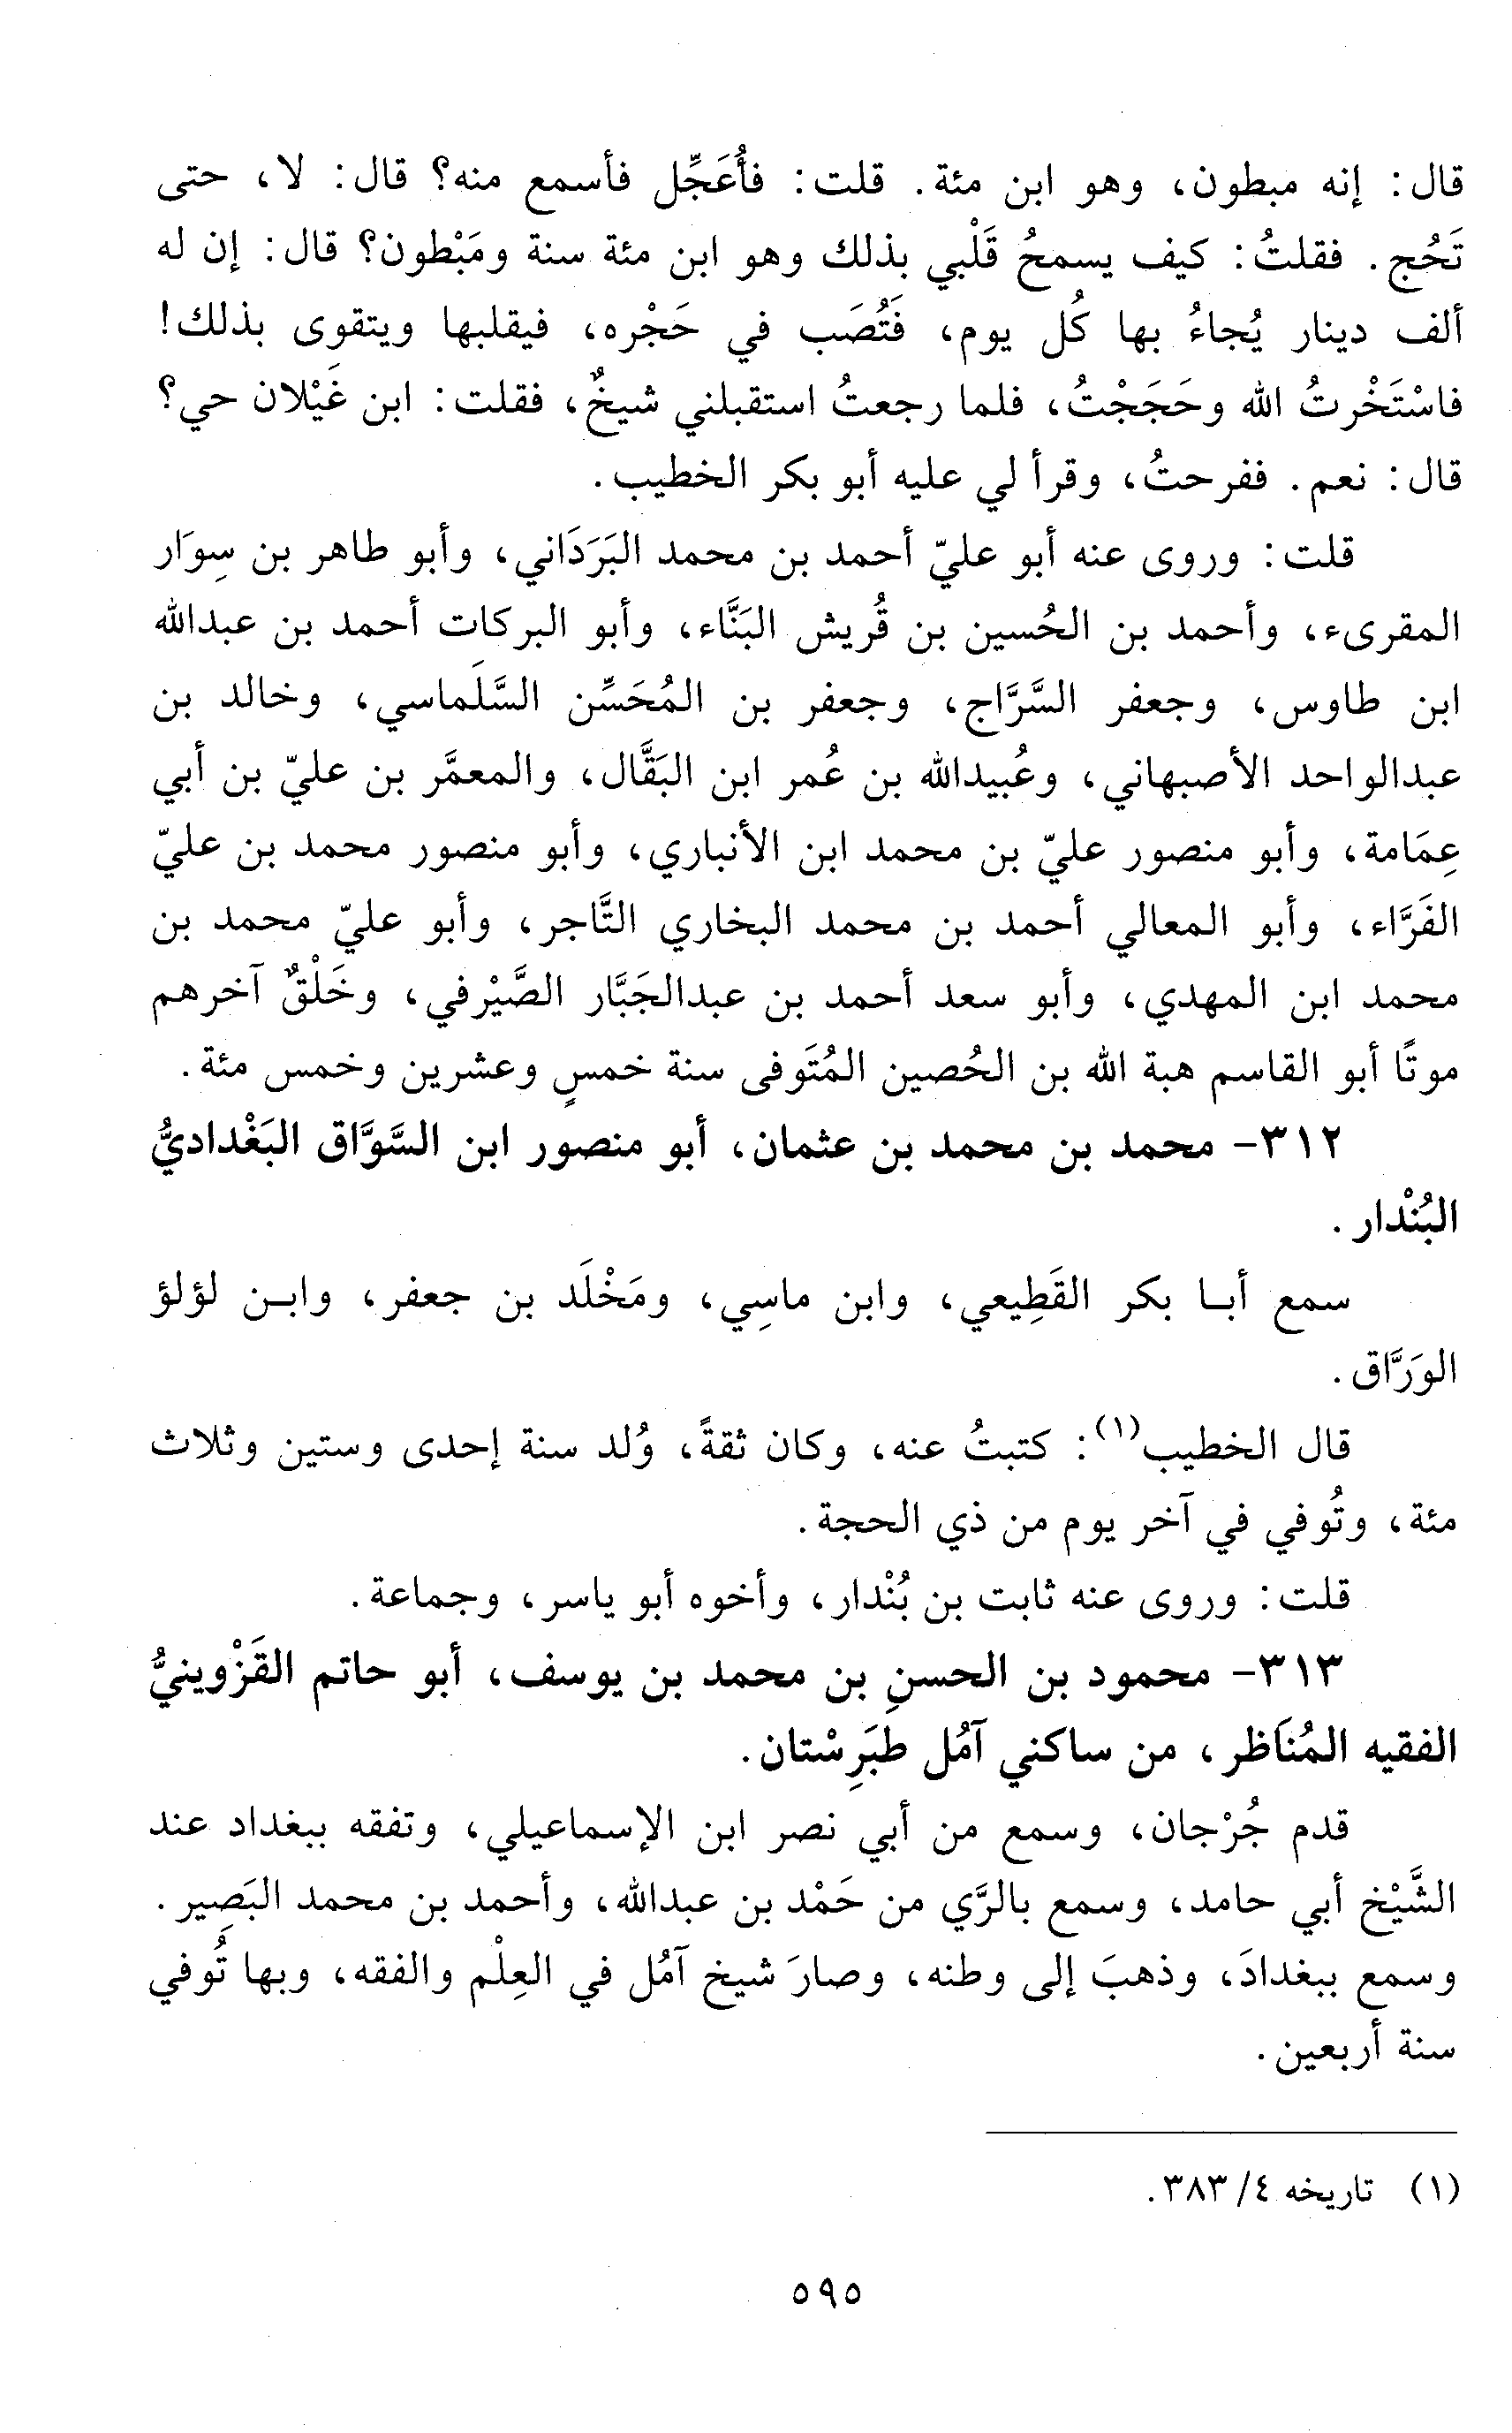 قال: إنه مبطون، وهو ابن مئة. قلت: فأُعَجِّل فأسمع منه؟ قال: لا، حتى
تَحُج. فقلتُ: كيف يسمحُ قَلْبي بذلك وهو ابن مئة سنة ومَبْطون؟ قال: إن له
ألف دينار يُجاءُ بها كُل يوم، فَتُصَب في حَجْره، فيقلبها ويتقوى بذلك!
فاسْتَخْرتُ الله وحَجَجْتُ، فلما رجعتُ استقبلني شيخٌ، فقلت: ابن غَيْلان حي؟
قال: نعم. ففرحتُ، وقرأ لي عليه أبو بكر الخطيب.
قلت: وروى عنه أبو عليّ أحمد بن محمد البَرَدَاني، وأبو طاهر بن سِوَار
المقرىء، وأحمد بن الحُسين بن قُريش البَنَّاء، وأبو البركات أحمد بن عبدالله
ابن طاوس، وجعفر السَّرَّاج، وجعفر بن المُحَسِّن السَّلَماسي، وخالد بن
عبدالواحد الأصبهاني، وعُبيدالله بن عُمر ابن البَقَّال، والمعمَّر بن عليّ بن أبي
عِمَامة، وأبو منصور عليّ بن محمد ابن الأنباري، وأبو منصور محمد بن عليّ
الفَرَّاء، وأبو المعالي أحمد بن محمد البخاري التَّاجر، وأبو عليّ محمد بن
محمد ابن المهدي، وأبو سعد أحمد بن عبدالجَبَّار الصَّيْرفي، وخَلْقٌ آخرهم
موتًا أبو القاسم هبة الله بن الحُصين المُتَوفى سنة خمسٍ وعشرين وخمس مئة.
٣١٢- محمد بن محمد بن عثمان، أبو منصور ابن السَّوَّاق البَغْداديُّ
البُنْدار.
سمع أبا بكر القَطِيعي، وابن ماسِي، ومَخْلَد بن جعفر، وابن لؤلؤ
الورَّاق.
قال الخطيب(١): كتبتُ عنه، وكان ثقةً، وُلد سنة إحدى وستين وثلاث
مئة، وتُوفي في آخر يوم من ذي الحجة.
قلت: وروى عنه ثابت بن بُنْدار، وأخوه أبو ياسر، وجماعة.
٣١٣- محمود بن الحسنِ بن محمد بن يوسف، أبو حاتم القَزْوينيُّ
الفقيه المُنَاظر، من ساكني آمُل طبَرِسْتان.
قدم جُرْجان، وسمع من أبي نصر ابن الإسماعيلي، وتفقه ببغداد عند
الشَّيْخ أبي حامد، وسمع بالرَّي من حَمْد بن عبدالله، وأحمد بن محمد البَصِير.
وسمع ببغدادَ، وذهبَ إلى وطنه، وصارَ شيخ آمُل في العِلْم والفقه، وبها تُوفي
سنة أربعين.
(١) تاريخه ٤/ ٣٨٣.
٥٩٥